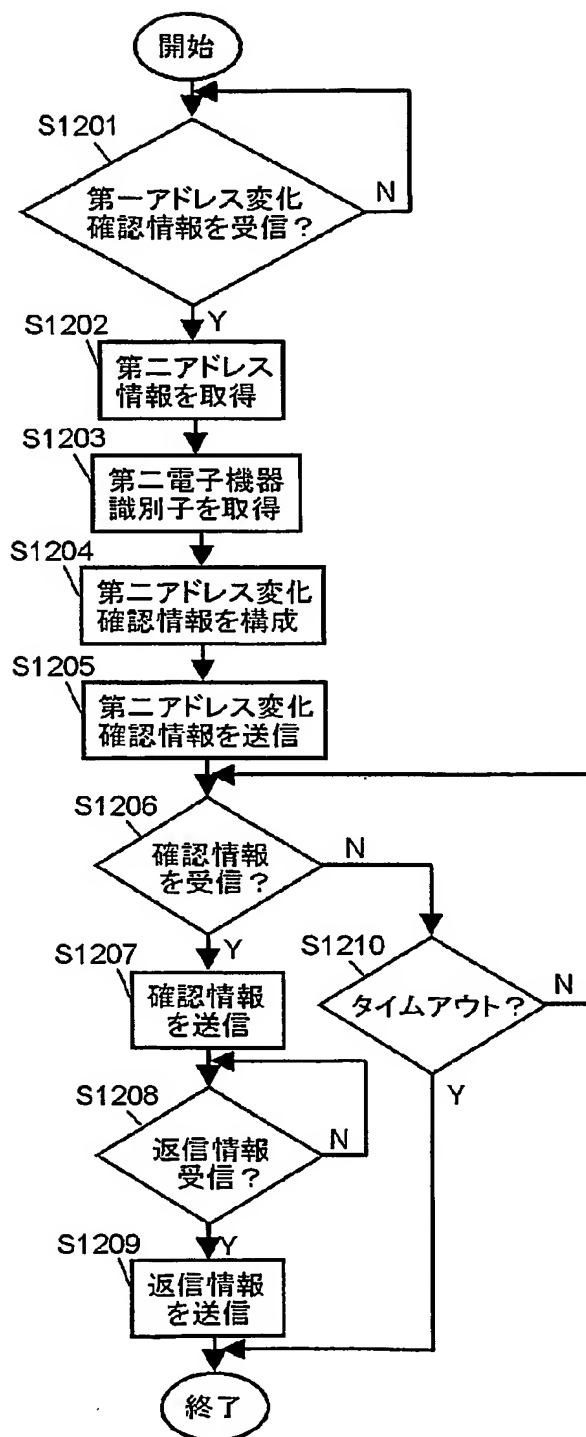 開始
S1201
第一アドレス変化
確認情報を受信?
N
Y
S1202
第二アドレス
情報を取得
S1203
第二電子機器
識別子を取得
S1204
第二アドレス変化
確認情報を構成
S1205
第二アドレス変化
確認情報を送信
S1206
確認情報
を受信?
N
Y
S1207
確認情報
を送信
S1210
タイムアウト?
N
Y
S1208
返信情報
受信?
N
Y
S1209
返信情報
を送信
終了